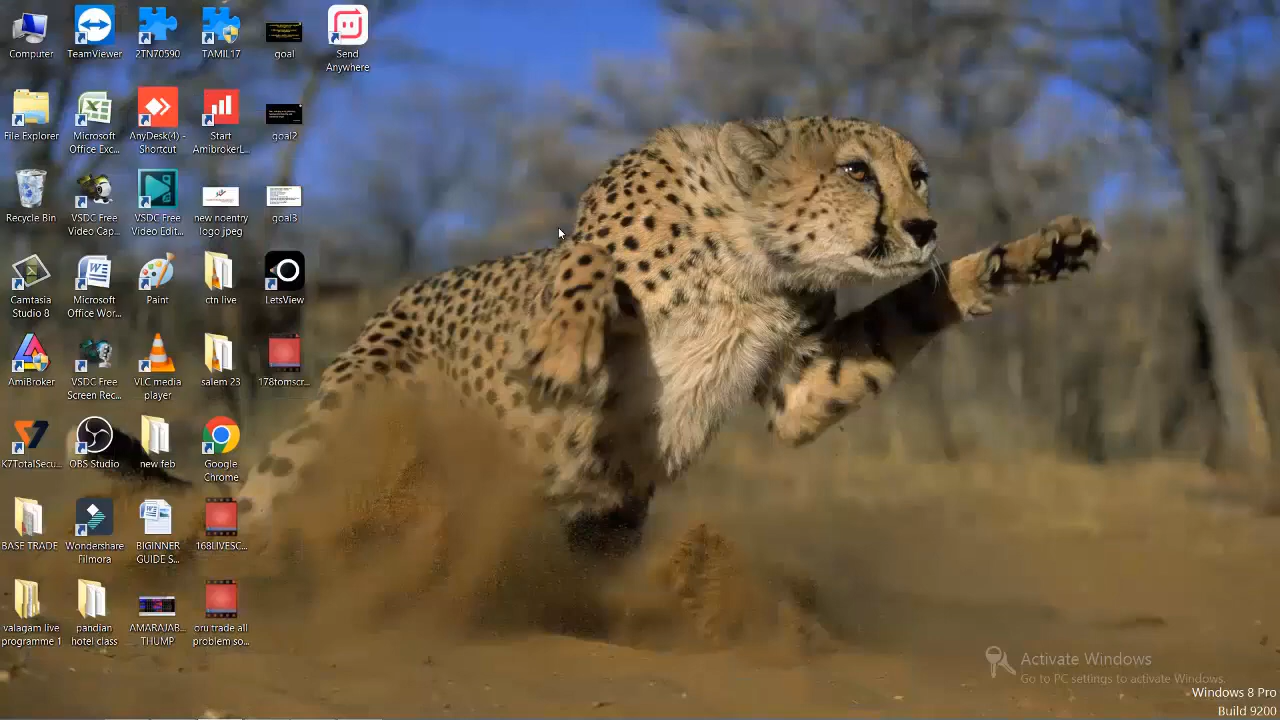 Computer
TeamViewer
2TN70590
TAMIL17
goal
Send
Anywhere
File Explorer
Microsoft
Office Exc...
AnyDesk(4) -
Shortcut
Start
AmibrokerL...
goal2
Recycle Bin
VSDC Free
Video Cap...
VSDC Free
Video Edit...
new noentry
logo jpeg
goal3
Camtasia
Studio 8
Microsoft
Office Wor...
Paint
ctn live
LetsView
AmiBroker
VSDC Free
Screen Rec...
VLC media
player
salem 23
178tomscr...
K7TotalSecu...
OBS Studio
new feb
Google
Chrome
BASE TRADE
Wondershare
Filmora
BIGINNER
GUIDE S...
168LIVESC...
valagam live
programme 1
pandian
hotel class
AMARAJAB...
THUMP
oru trade all
problem so...
Activate Windows
Go to PC settings to activate Windows.
Windows 8 Pro
Build 9200